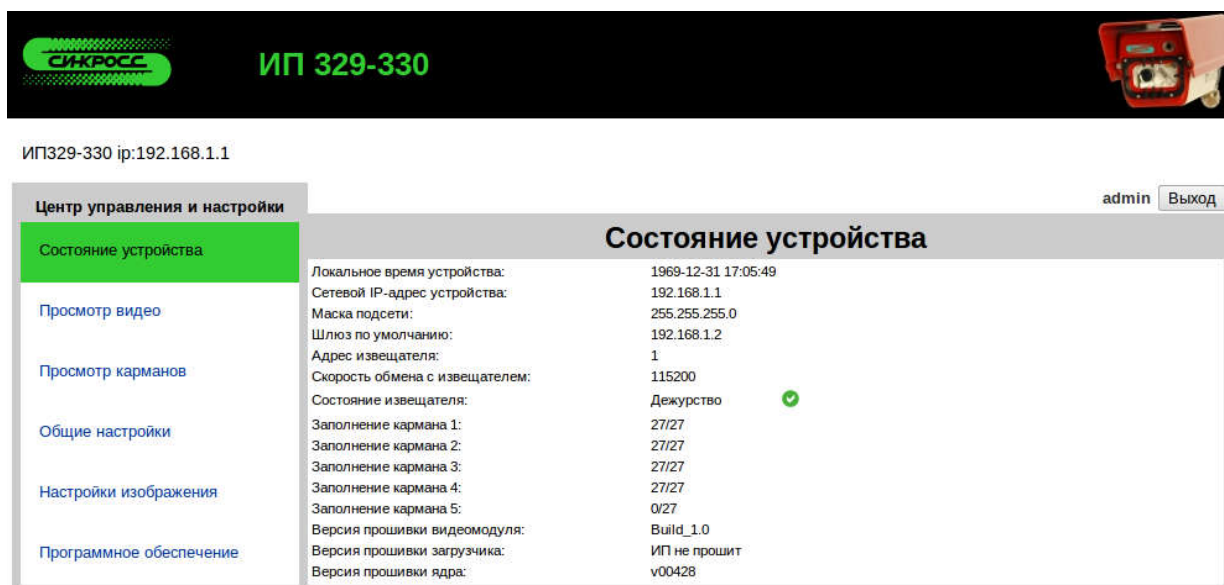 СИНКРОСС
ИП 329-330
ИП329-330 ip:192.168.1.1
admin Выход
Центр управления и настройки
Состояние устройства
Просмотр видео
Просмотр карманов
Общие настройки
Настройки изображения
Программное обеспечение
Состояние устройства
Локальное время устройства: 1969-12-31 17:05:49
Сетевой IP-адрес устройства: 192.168.1.1
Маска подсети: 255.255.255.0
Шлюз по умолчанию: 192.168.1.2
Адрес извещателя: 1
Скорость обмена с извещателем: 115200
Состояние извещателя: Дежурство
Заполнение кармана 1: 27/27
Заполнение кармана 2: 27/27
Заполнение кармана 3: 27/27
Заполнение кармана 4: 27/27
Заполнение кармана 5: 0/27
Версия прошивки видеомодуля: Build_1.0
Версия прошивки загрузчика: ИП не прошит
Версия прошивки ядра: v00428